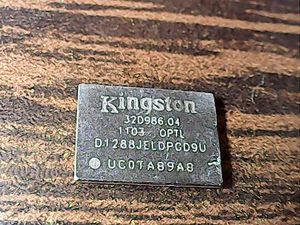 Kingston
32D986.04
1103 OPTL
D1288JELDPGD9U
UC0TA89A8